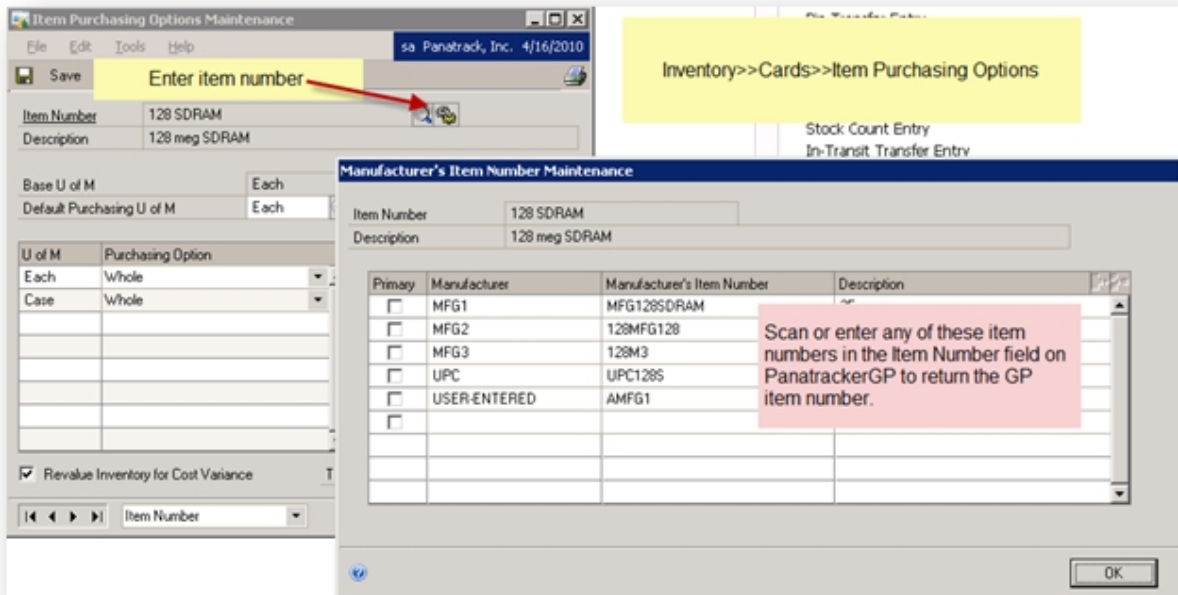 Item Purchasing Options Maintenance
File Edit Tools Help
sa Panatrack, Inc. 4/16/2010
Save
Enter item number
Item Number 128 SDRAM
Description 128 meg SDRAM
Base U of M Each
Default Purchasing U of M Each
U of M Purchasing Option
Each Whole
Case Whole
Revalue Inventory for Cost Variance T
Item Number
Inventory>>Cards>>Item Purchasing Options
Stock Count Entry
In-Transit Transfer Entry
Manufacturer's Item Number Maintenance
Item Number 128 SDRAM
Description 128 meg SDRAM
Primary Manufacturer Manufacturer's Item Number Description
MFG1 MFG128SDRAM
MFG2 128MFG128
MFG3 128M3
UPC UPC128S
USER-ENTERED AMFG1
Scan or enter any of these item
numbers in the Item Number field on
PanatrackerGP to return the GP
item number.
OK